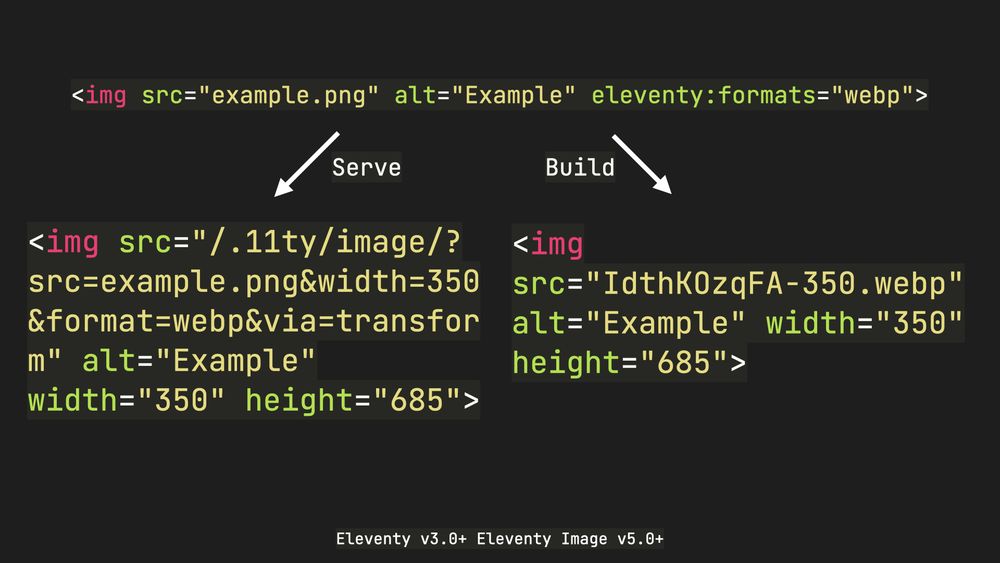 <img src="example.png" alt="Example" eleventy:formats="webp">
Serve
Build
<img src="/.11ty/image/?
src=example.png&width=350
&format=webp&via=transfor
m" alt="Example"
width="350" height="685">
<img
src="IdthKOzqFA-350.webp"
alt="Example" width="350"
height="685">
Eleventy v3.0+ Eleventy Image v5.0+